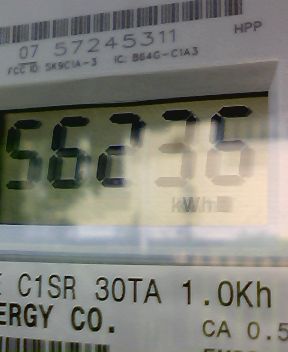 07 57245311
HPP
FCC ID: SK9C1A-3 IC: 864G-C1A3
56236
kWh
C1SR 30TA 1.0Kh
ERGY CO.
CA 0.5